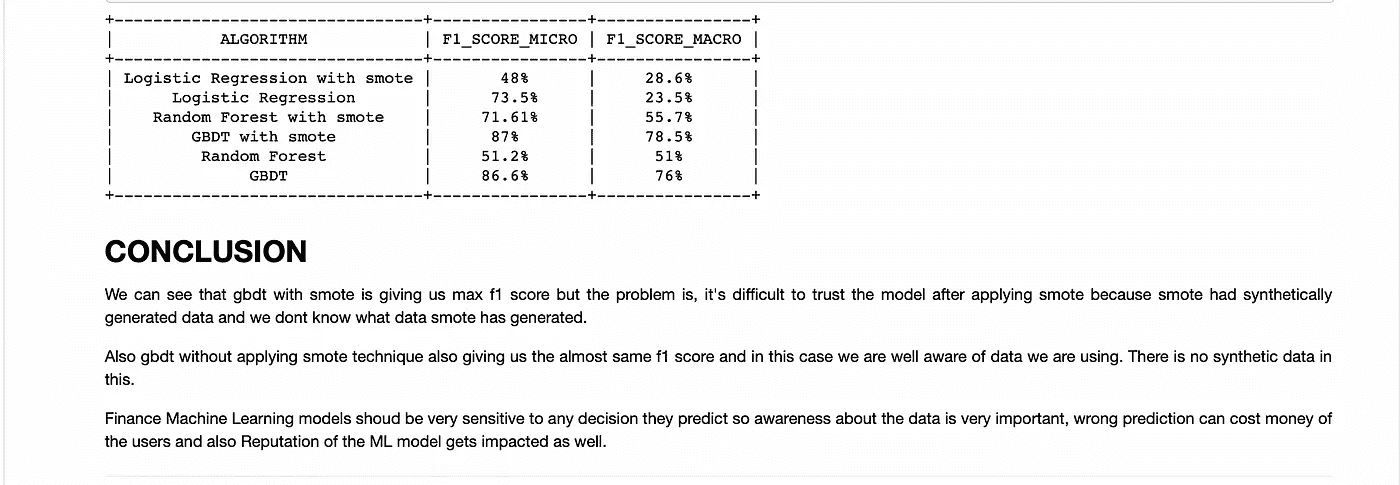 +--------------------------------+----------------+----------------+
|           ALGORITHM            | F1_SCORE_MICRO | F1_SCORE_MACRO |
+--------------------------------+----------------+----------------+
| Logistic Regression with smote |      48%       |     28.6%      |
|      Logistic Regression       |     73.5%      |     23.5%      |
|    Random Forest with smote    |     71.61%     |     55.7%      |
|        GBDT with smote         |      87%       |     78.5%      |
|         Random Forest          |     51.2%      |      51%       |
|              GBDT              |     86.6%      |      76%       |
+--------------------------------+----------------+----------------+
CONCLUSION
We can see that gbdt with smote is giving us max f1 score but the problem is, it's difficult to trust the model after applying smote because smote had synthetically
generated data and we dont know what data smote has generated.
Also gbdt without applying smote technique also giving us the almost same f1 score and in this case we are well aware of data we are using. There is no synthetic data in
this.
Finance Machine Learning models shoud be very sensitive to any decision they predict so awareness about the data is very important, wrong prediction can cost money of
the users and also Reputation of the ML model gets impacted as well.